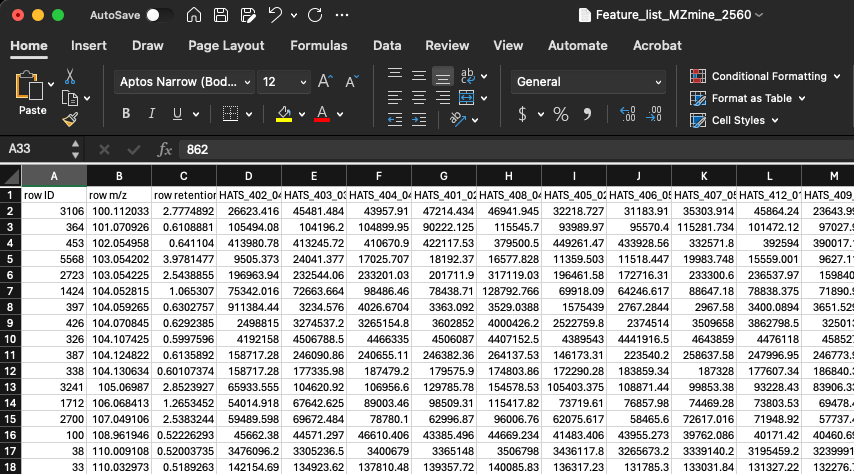 AutoSave Feature_list_MZmine_2560
Home Insert Draw Page Layout Formulas Data Review View Automate Acrobat
Paste Aptos Narrow (Bod... 12 A A ab General Conditional Formatting
Format as Table
B I U A $ % 9 .00 .00 Cell Styles
A33 fx 862
A B C D E F G H I J K L M
1 row ID row m/z row retention HATS_402_04 HATS_403_03 HATS_404_04 HATS_401_02 HATS_408_04 HATS_405_02 HATS_406_05 HATS_407_05 HATS_412_01 HATS_409_
2 3106 100.112033 2.7774892 26623.416 45481.484 43957.91 47214.434 46941.945 32218.727 31183.91 35303.914 45864.24 23643.99
3 364 101.070926 0.6108881 105494.08 104196.2 104899.95 90222.125 115545.7 93989.97 95570.4 115281.734 101472.12 97027.
4 453 102.054958 0.641104 413980.78 413245.72 410670.9 422117.53 379500.5 449261.47 433928.56 332571.8 392594 390017.
5 5568 103.054202 3.9781477 9505.373 24041.377 17025.707 18192.37 16577.828 11359.503 11518.447 19983.748 15559.001 9627.1
6 2723 103.054225 2.5438855 196963.94 232544.06 233201.03 201711.9 317119.03 196461.58 172716.31 233300.6 236537.97 159840
7 1424 104.052815 1.065307 75342.016 72663.664 98486.46 78438.71 128792.766 69918.09 64246.617 88647.18 78838.375 71890.
8 397 104.059265 0.6302757 911384.44 3234.576 4026.6704 3363.092 3529.0388 1575439 2767.2844 2967.58 3400.0894 3651.52
9 426 104.070845 0.6292385 2498815 3274537.2 3265154.8 3602852 4000426.2 2522759.8 2374514 3509658 3862798.5 325013
10 326 104.107425 0.5997596 4192158 4506788.5 4466335 4506087 4407152.5 4389543 4441916.5 4643859 4476118 458527
11 387 104.124822 0.6135892 158717.28 246090.86 240655.11 246382.36 264137.53 146173.31 223540.2 258637.58 247996.95 246773.
12 338 104.130634 0.60107374 158717.28 177335.98 187479.2 179575.9 174803.86 172290.28 183859.34 187328 177607.34 186840.
13 3241 105.06987 2.8523927 65933.555 104620.92 106956.6 129785.78 154578.53 105403.375 108871.44 99853.38 93228.43 83906.3
14 1712 106.068413 1.2653452 54014.918 67642.625 89003.46 98509.31 115417.82 73719.61 76857.98 74469.28 73803.53 69478.
15 2700 107.049106 2.5383244 59489.598 69672.484 78780.1 62996.87 96006.76 62075.617 58465.6 72617.016 71948.92 57737.
16 100 108.961946 0.52226293 45662.38 44571.297 46610.406 43385.496 44669.234 41483.406 43955.273 39762.086 40171.42 40460.6
17 38 110.009108 0.52003735 3476096.2 3305236.5 3400679 3365148 3506798 3436117.8 3265673.2 3339140.2 3195459.2 3239991
18 33 110.032973 0.5189263 142154.69 134923.62 137810.48 139357.72 140085.83 136317.23 131785.3 133031.84 131327.22 132276